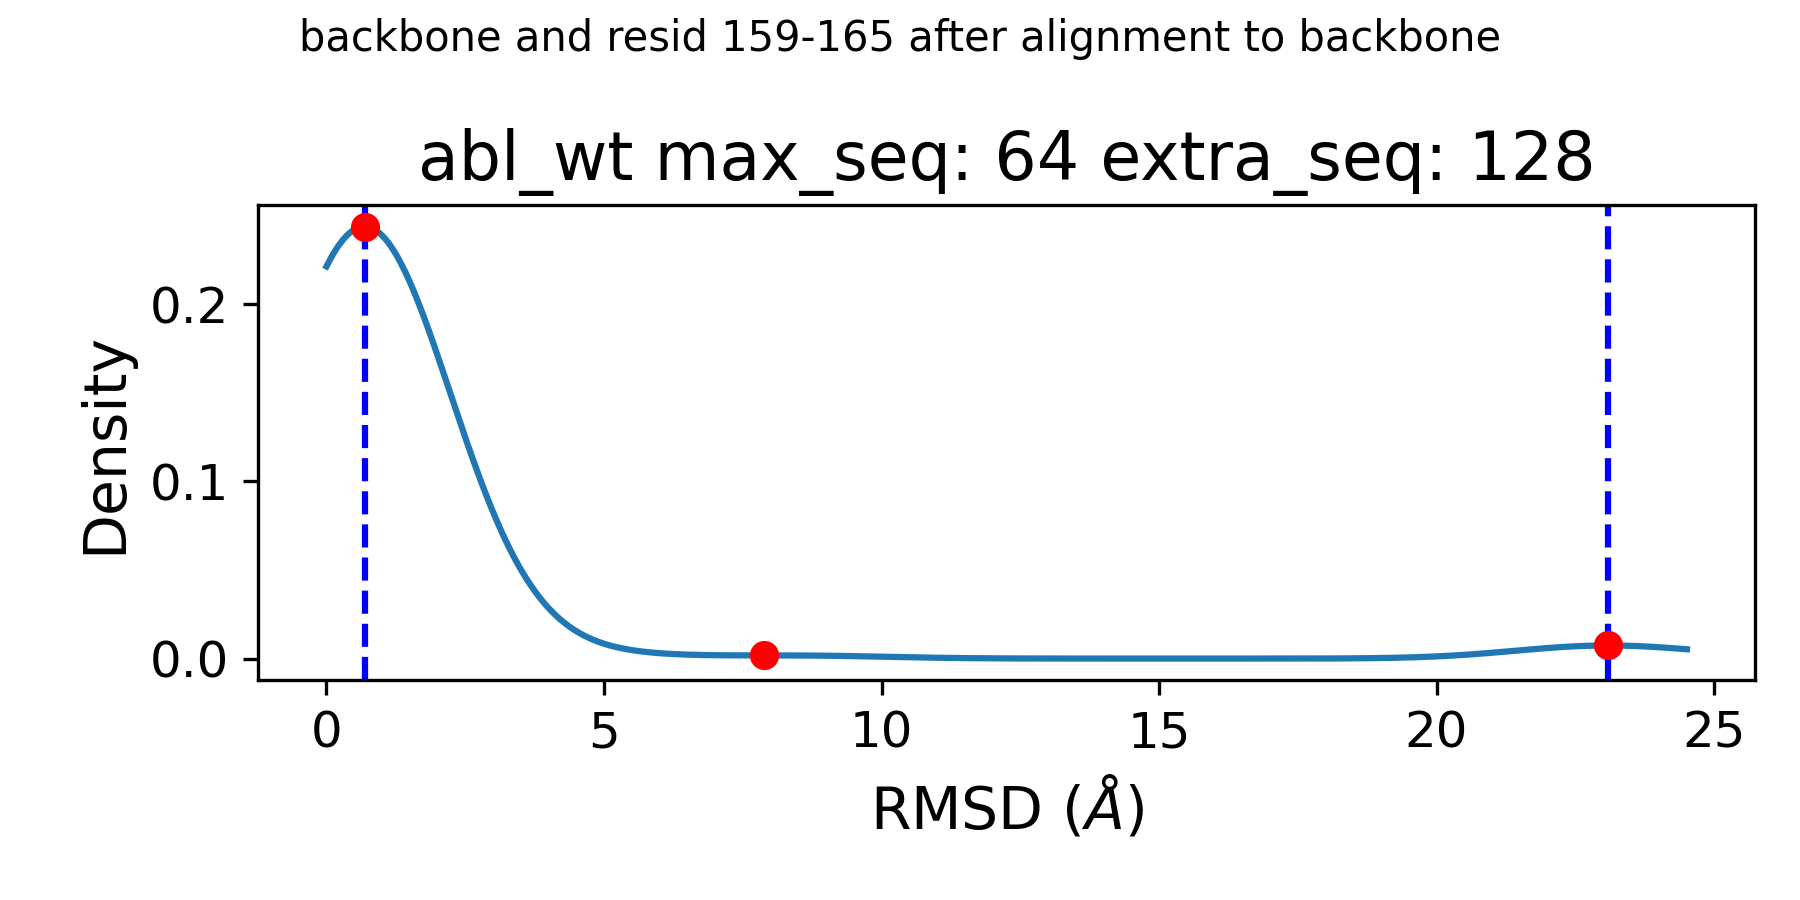 backbone and resid 159-165 after alignment to backbone
abl_wt max_seq: 64 extra_seq: 128
Density
0.2
0.1
0.0
0 5 10 15 20 25
RMSD (Å)